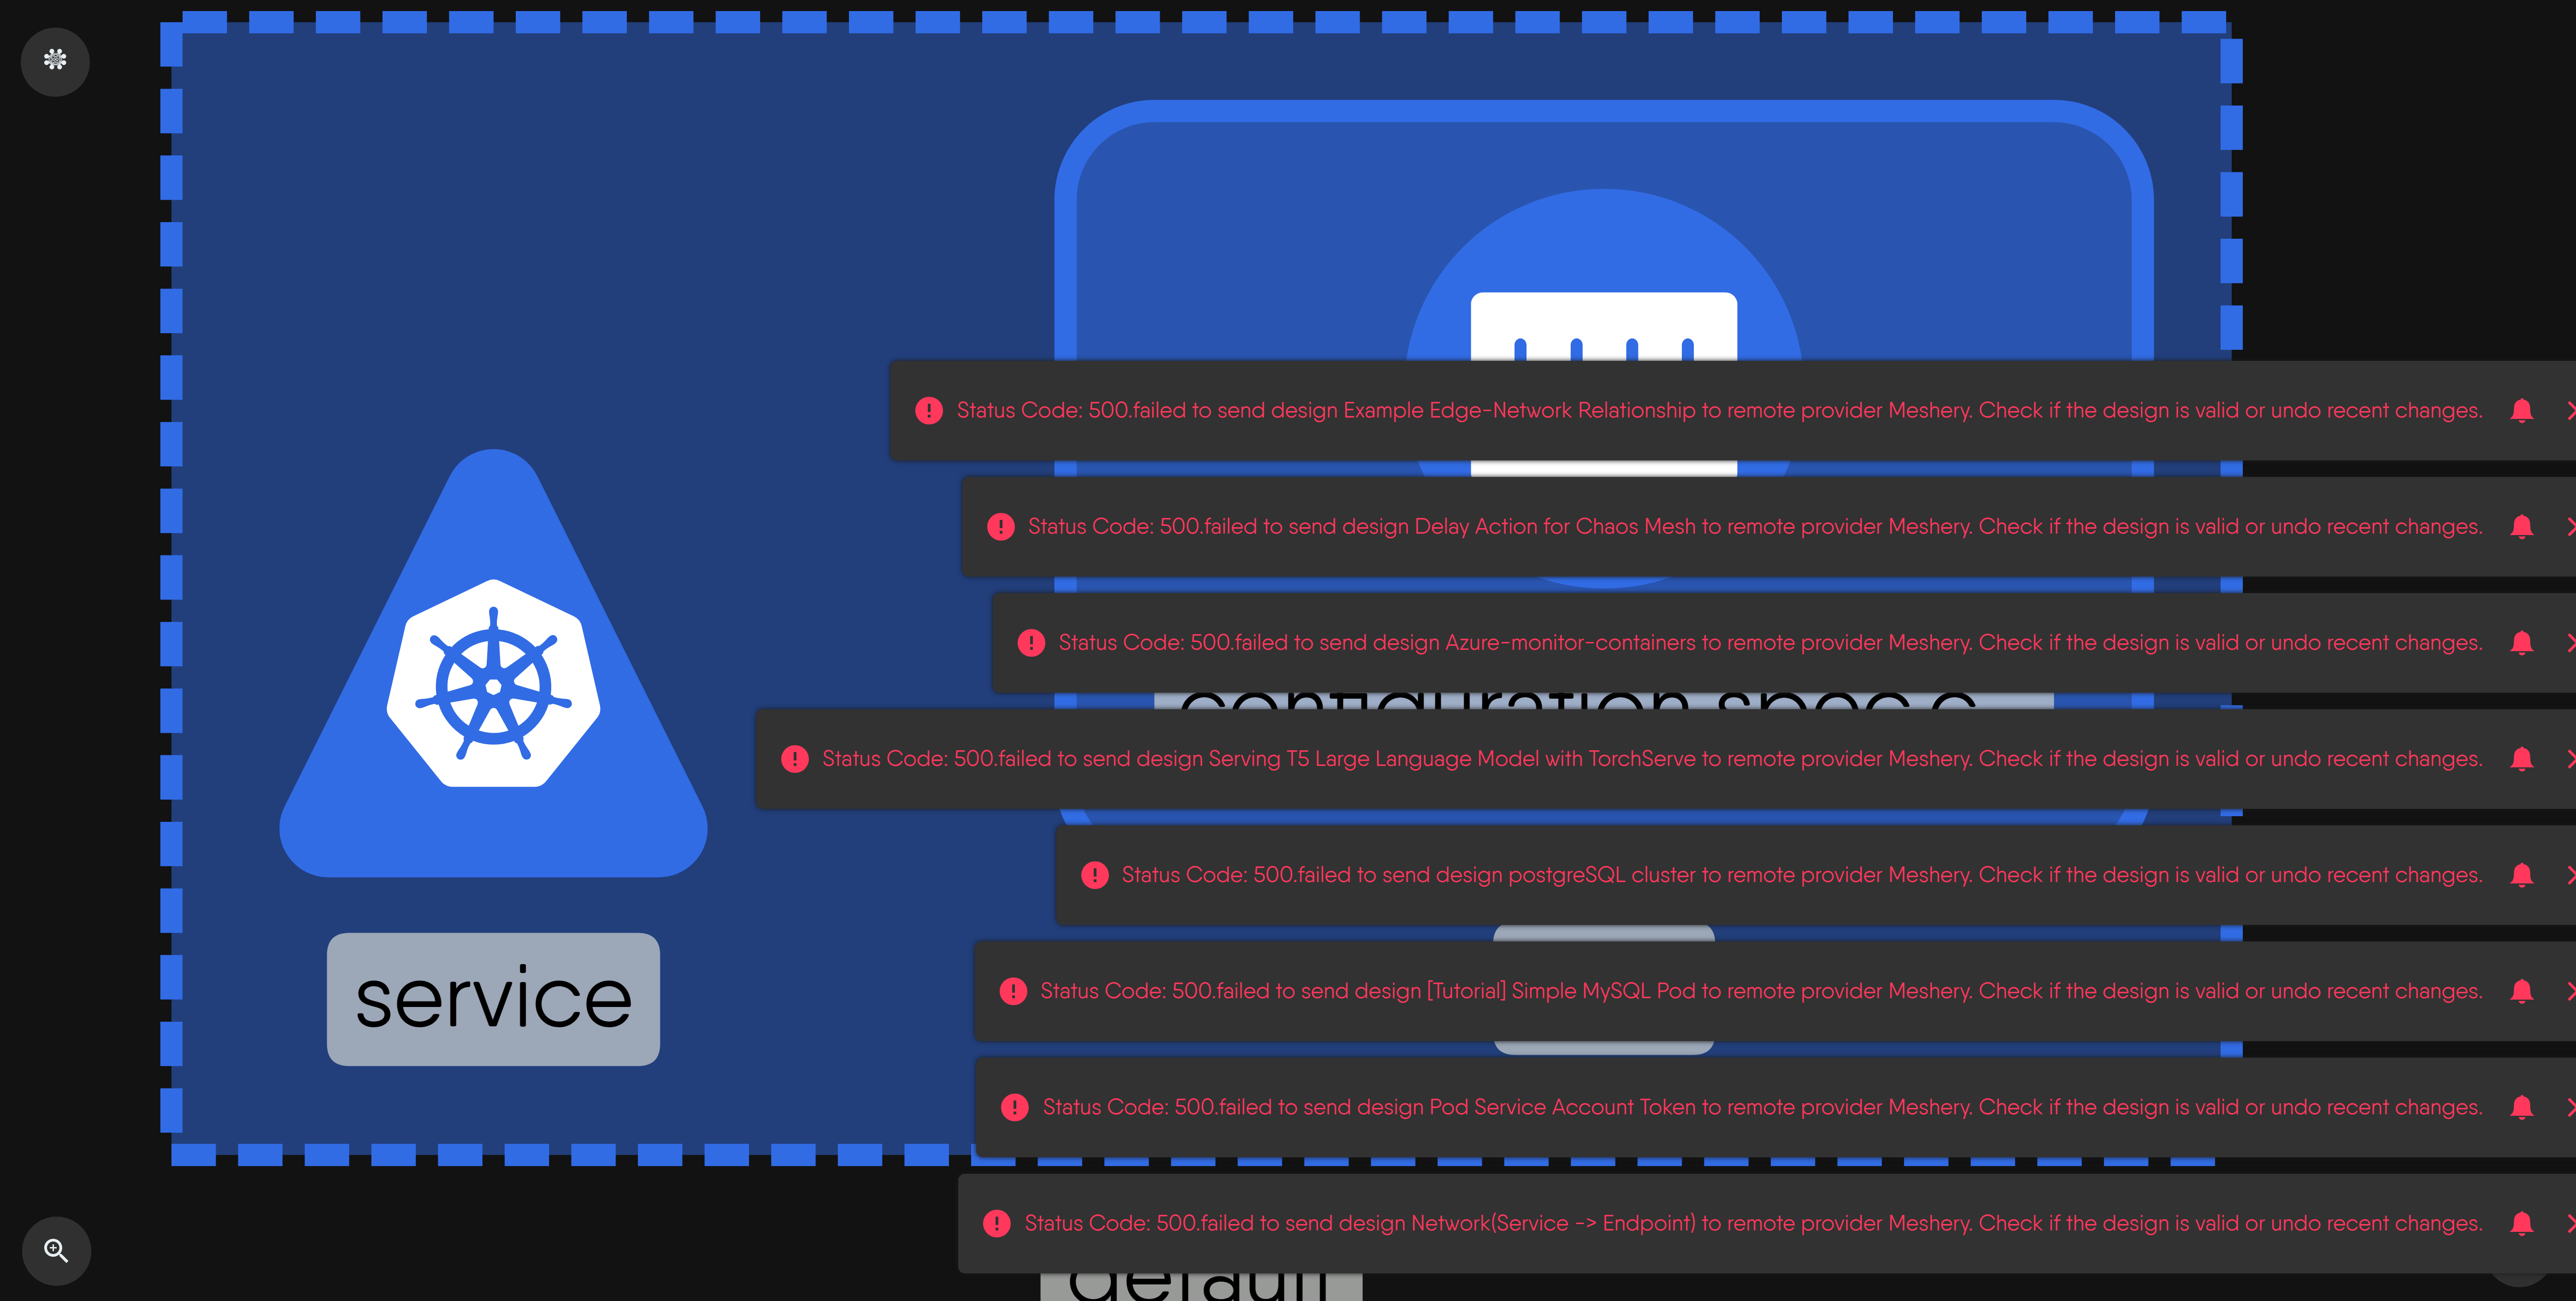 Status Code: 500.failed to send design Example Edge-Network Relationship to remote provider Meshery. Check if the design is valid or undo recent changes.
Status Code: 500.failed to send design Delay Action for Chaos Mesh to remote provider Meshery. Check if the design is valid or undo recent changes.
Status Code: 500.failed to send design Azure-monitor-containers to remote provider Meshery. Check if the design is valid or undo recent changes.
configuration spec c
Status Code: 500.failed to send design Serving T5 Large Language Model with TorchServe to remote provider Meshery. Check if the design is valid or undo recent changes.
Status Code: 500.failed to send design postgreSQL cluster to remote provider Meshery. Check if the design is valid or undo recent changes.
service
Status Code: 500.failed to send design [Tutorial] Simple MySQL Pod to remote provider Meshery. Check if the design is valid or undo recent changes.
Status Code: 500.failed to send design Pod Service Account Token to remote provider Meshery. Check if the design is valid or undo recent changes.
Status Code: 500.failed to send design Network(Service -> Endpoint) to remote provider Meshery. Check if the design is valid or undo recent changes.
default